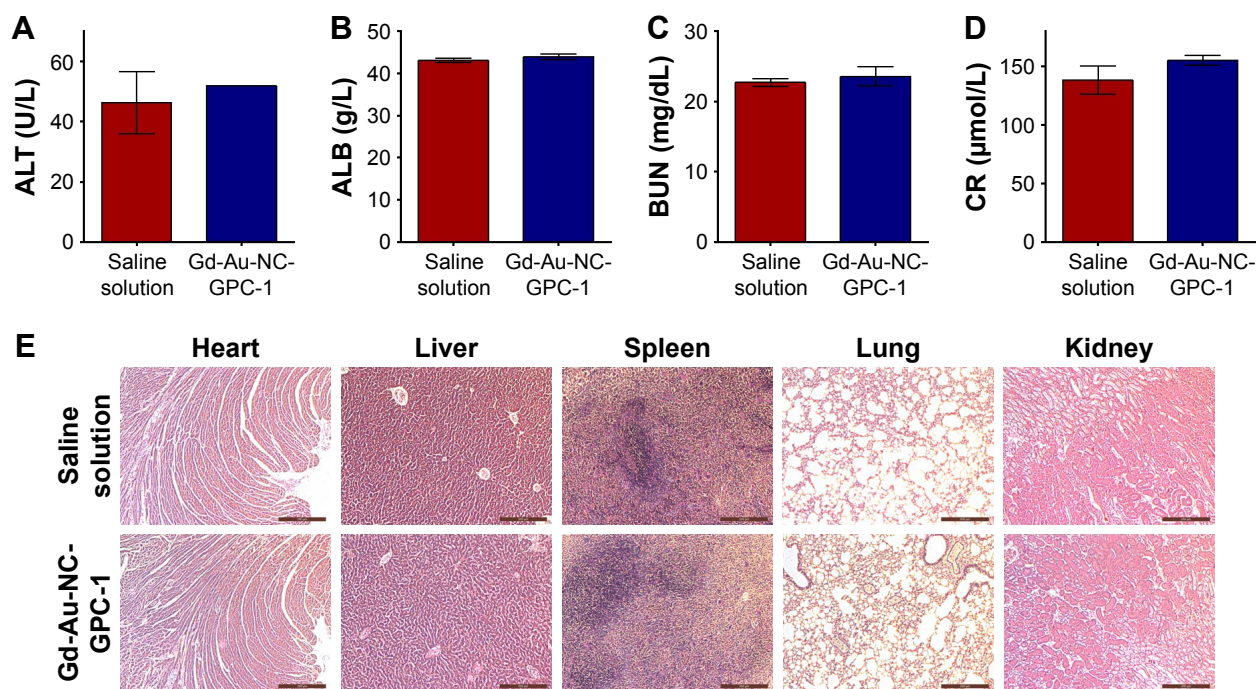 A
ALT (U/L)
60
40
20
0
Saline
solution
Gd-Au-NC-
GPC-1
B
ALB (g/L)
50
40
30
20
10
0
Saline
solution
Gd-Au-NC-
GPC-1
C
BUN (mg/dL)
30
20
10
0
Saline
solution
Gd-Au-NC-
GPC-1
D
CR (µmol/L)
150
100
50
0
Saline
solution
Gd-Au-NC-
GPC-1
E
Heart
Liver
Spleen
Lung
Kidney
Saline
solution
Gd-Au-NC-
GPC-1